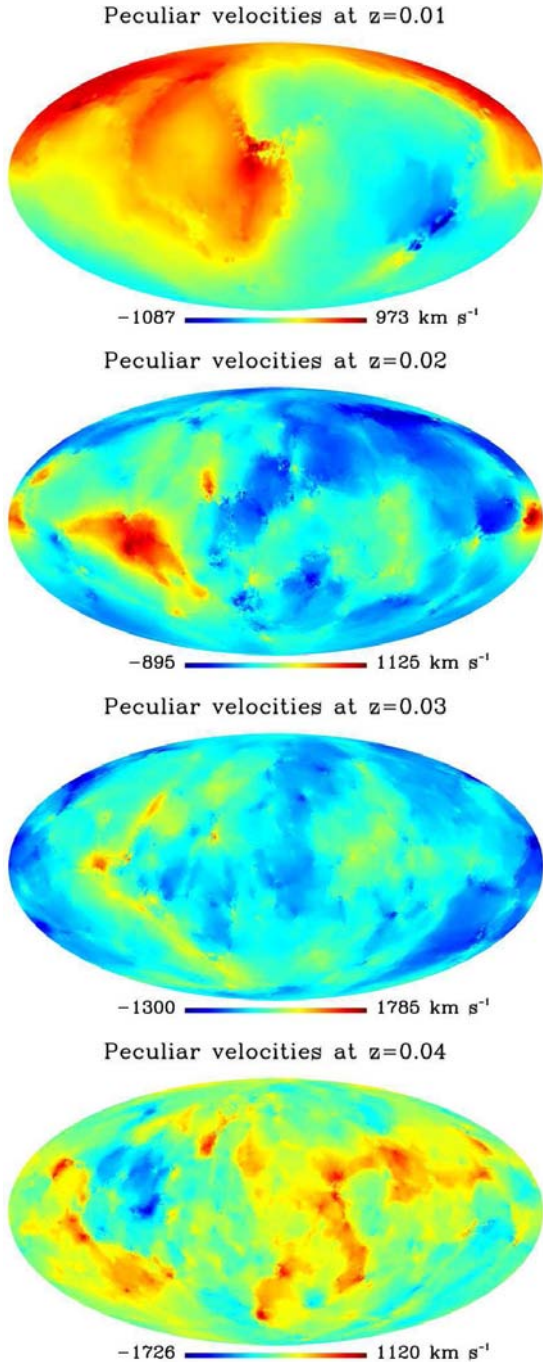 Peculiar velocities at z=0.01
−1087 973 km s⁻¹
Peculiar velocities at z=0.02
−895 1125 km s⁻¹
Peculiar velocities at z=0.03
−1300 1785 km s⁻¹
Peculiar velocities at z=0.04
−1726 1120 km s⁻¹